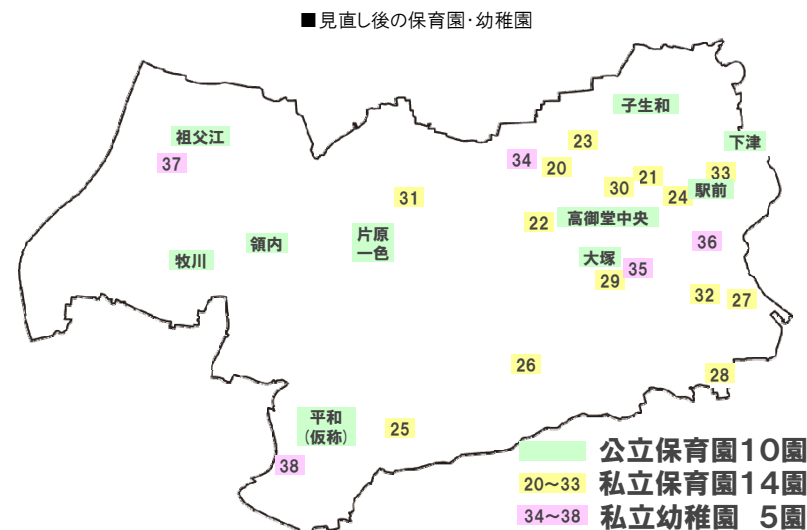 ■見直し後の保育園・幼稚園
子生和
祖父江
下津
23
34
37
20
33
21
30
駅前
31
24
高御堂中央
22
片原
一色
36
領内
大塚
牧川
35
29
32
27
26
28
平和
(仮称)
25
38
公立保育園10園
20~33 私立保育園14園
34~38 私立幼稚園 5園